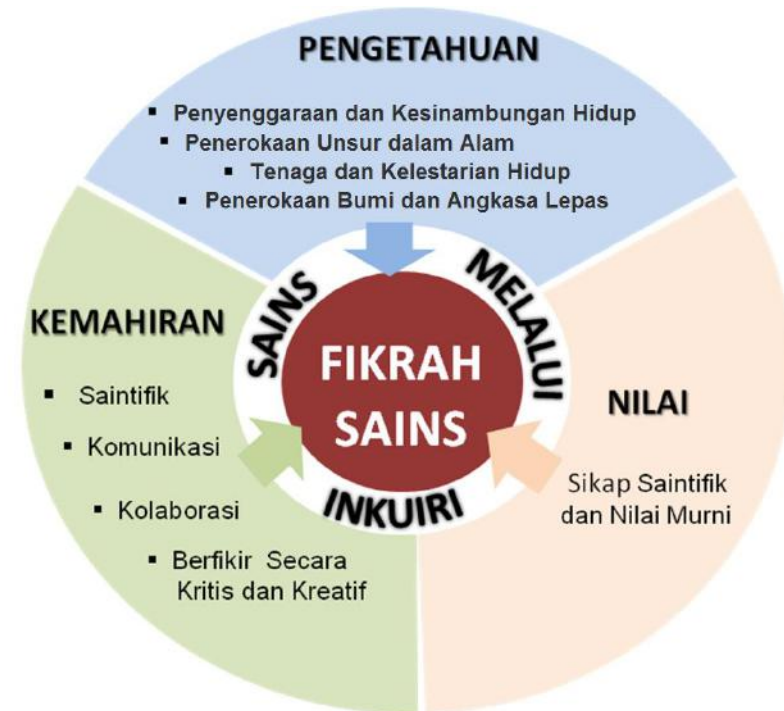 PENGETAHUAN
▪ Penyenggaraan dan Kesinambungan Hidup
▪ Penerokaan Unsur dalam Alam
▪ Tenaga dan Kelestarian Hidup
▪ Penerokaan Bumi dan Angkasa Lepas
KEMAHIRAN
▪ Saintifik
▪ Komunikasi
▪ Kolaborasi
▪ Berfikir Secara
Kritis dan Kreatif
SAINS
MELALUI
INKUIRI
FIKRAH
SAINS
NILAI
Sikap Saintifik
dan Nilai Murni